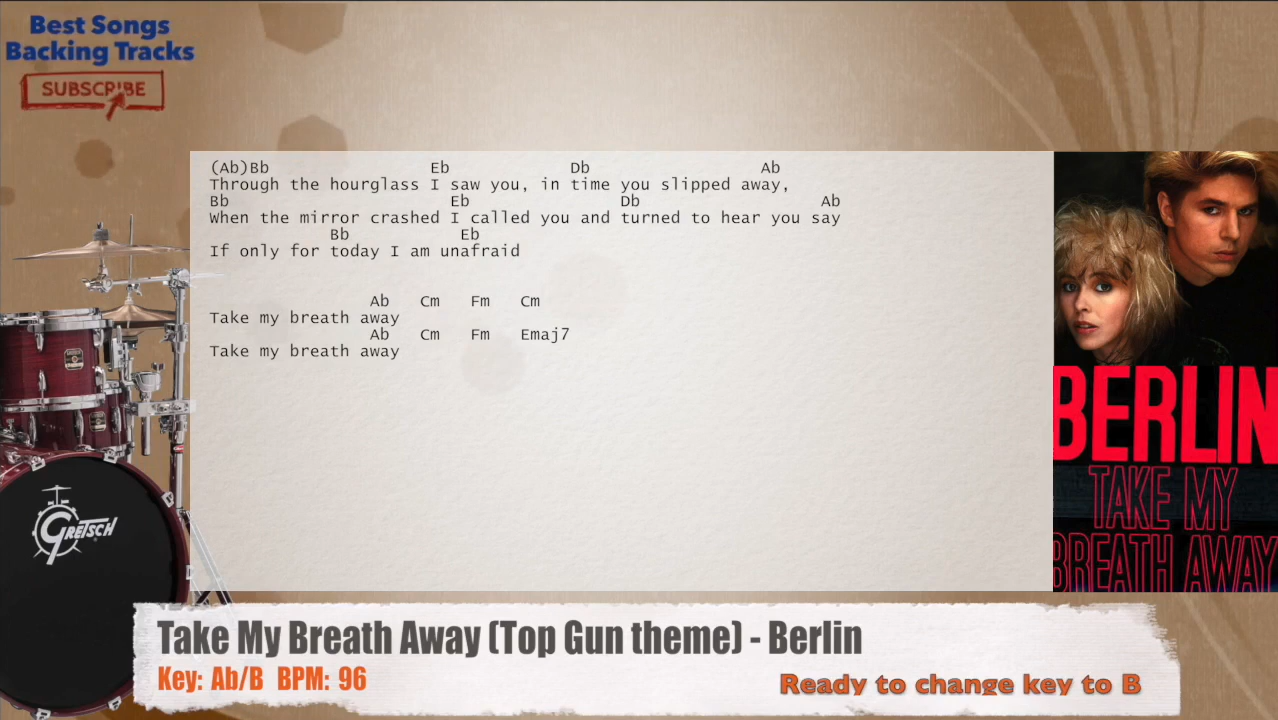 Best Songs
Backing Tracks
SUBSCRIBE
(Ab)Bb                Eb            Db                 Ab
Through the hourglass I saw you, in time you slipped away,
Bb                      Eb               Db                  Ab
When the mirror crashed I called you and turned to hear you say
            Bb           Eb
If only for today I am unafraid
                Ab   Cm   Fm   Cm
Take my breath away
                Ab   Cm   Fm   Emaj7
Take my breath away
BERLIN
TAKE MY
BREATH AWAY
GRETSCH
Take My Breath Away (Top Gun theme) - Berlin
Key: Ab/B  BPM: 96
Ready to change key to B